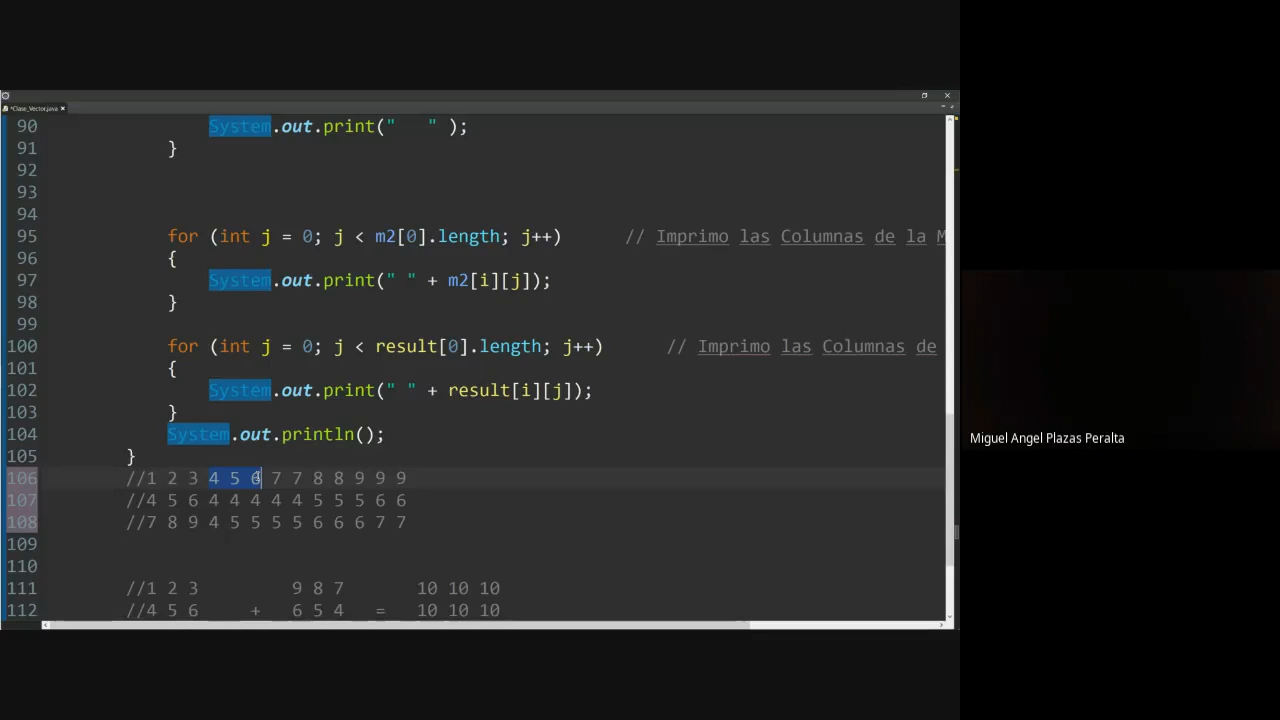 *Clase_Vector.java
90 System.out.print("   " );
91 }
92
93
94
95 for (int j = 0; j < m2[0].length; j++) // Imprimo las Columnas de la M
96 {
97 System.out.print(" " + m2[i][j]);
98 }
99
100 for (int j = 0; j < result[0].length; j++) // Imprimo las Columnas de
101 {
102 System.out.print(" " + result[i][j]);
103 }
104 System.out.println();
105 }
106 //1 2 3 4 5 6 7 7 8 8 9 9 9
107 //4 5 6 4 4 4 4 4 5 5 5 6 6
108 //7 8 9 4 5 5 5 5 6 6 6 7 7
109
110
111 //1 2 3 9 8 7 10 10 10
112 //4 5 6 + 6 5 4 = 10 10 10
Miguel Angel Plazas Peralta